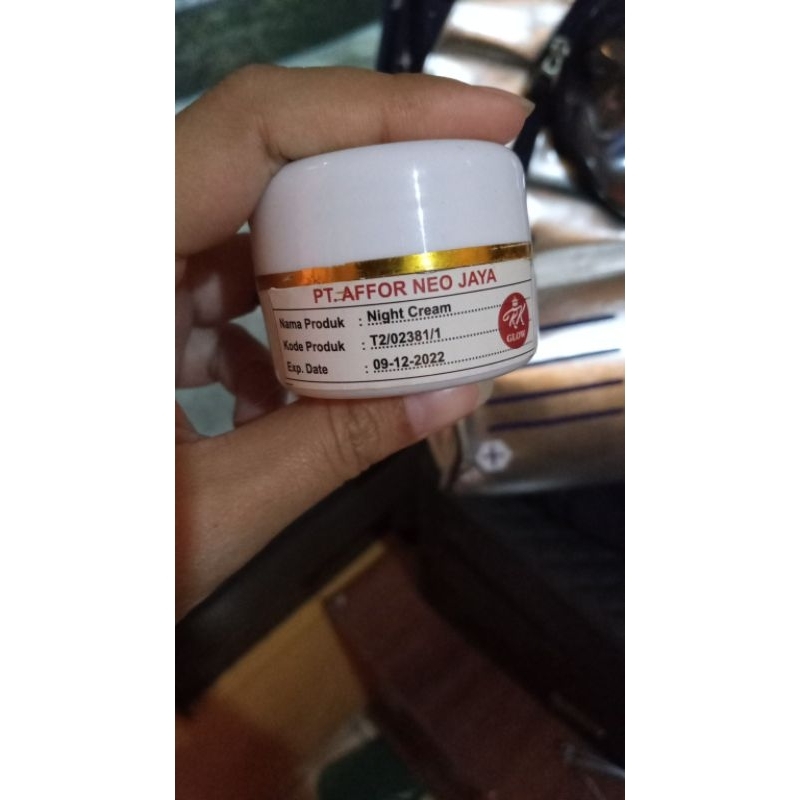 PT. AFFOR NEO JAYA
Nama Produk : Night Cream
Kode Produk : T2/02381/1
Exp. Date : 09-12-2022
RK
GLOW